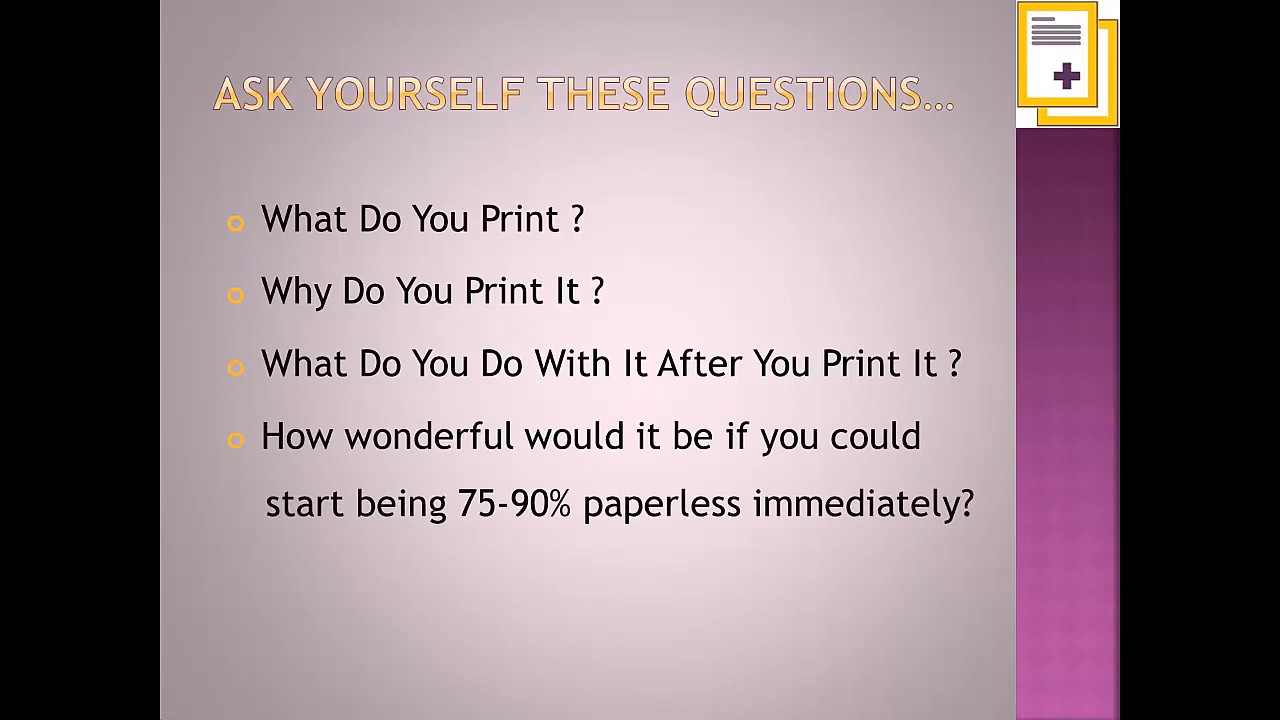 ASK YOURSELF THESE QUESTIONS...
What Do You Print ?
Why Do You Print It ?
What Do You Do With It After You Print It ?
How wonderful would it be if you could
start being 75-90% paperless immediately?